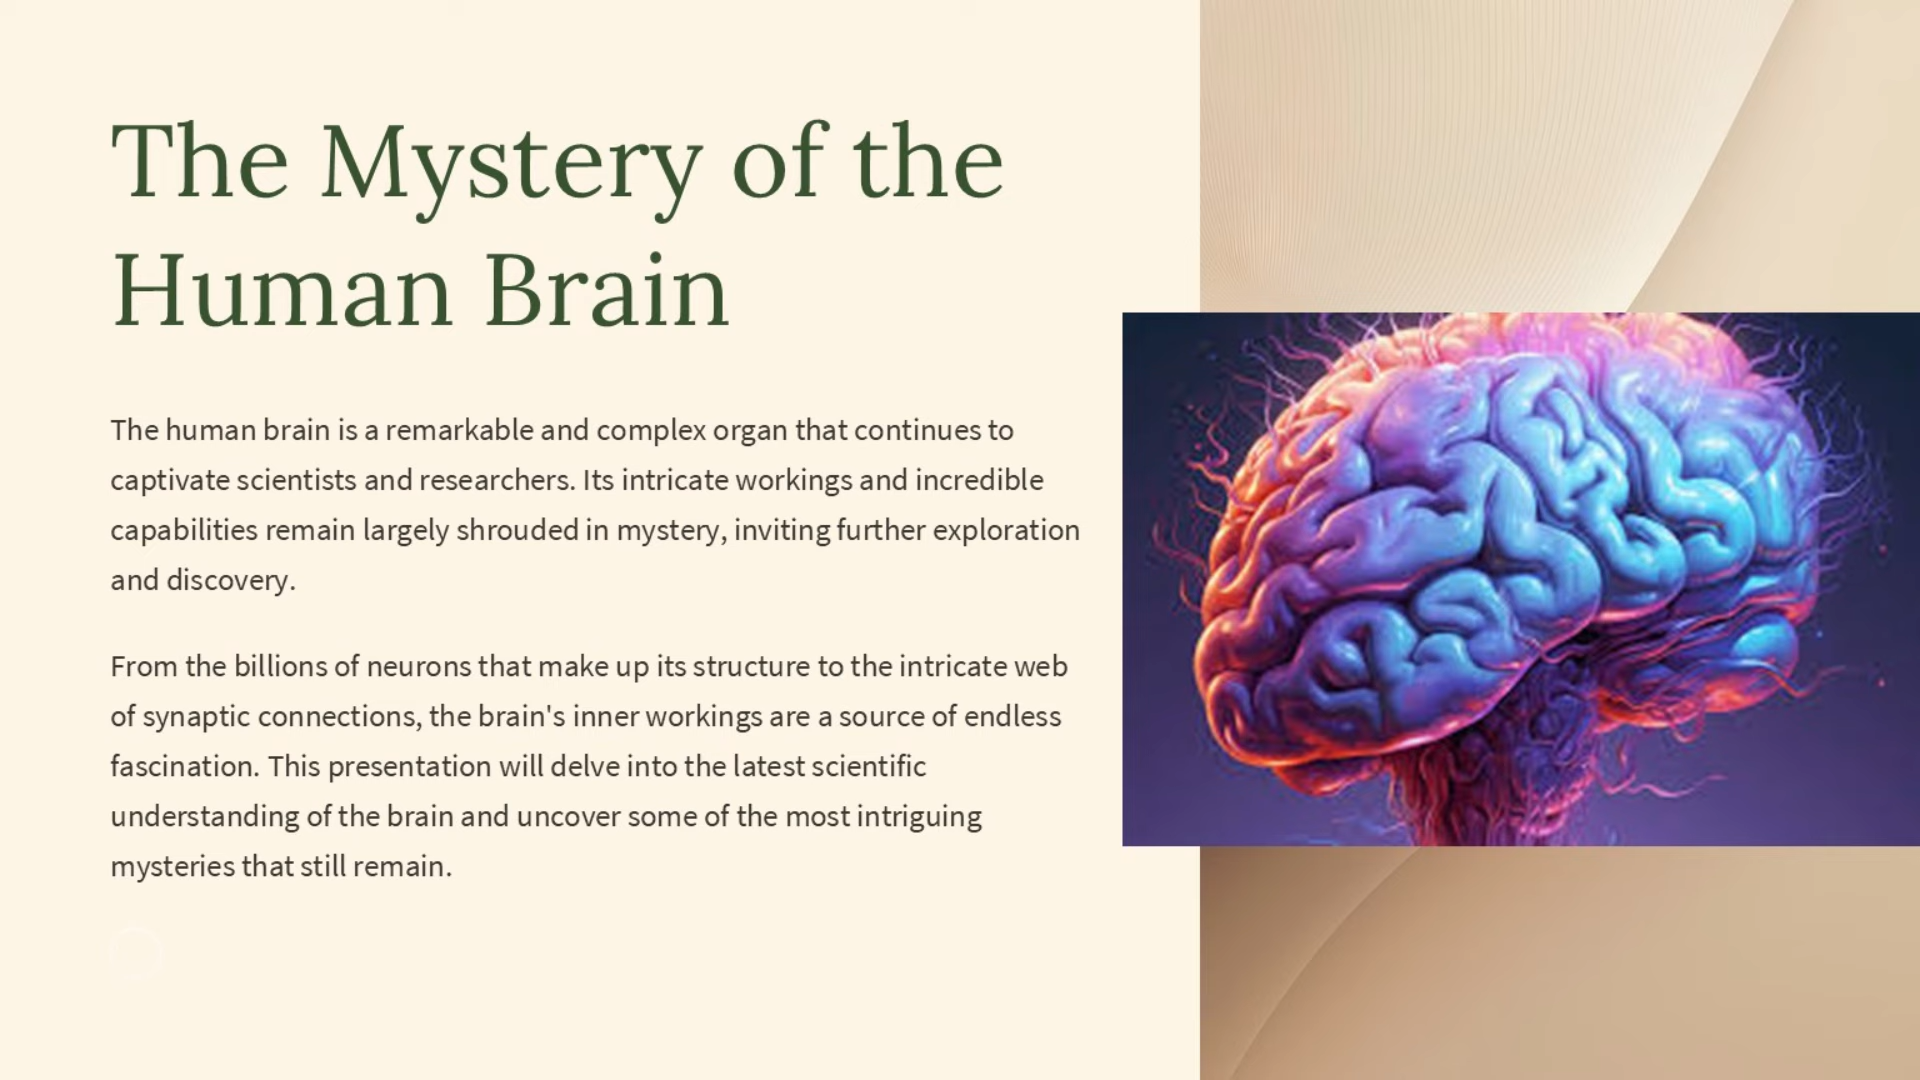 The Mystery of the
Human Brain
The human brain is a remarkable and complex organ that continues to
captivate scientists and researchers. Its intricate workings and incredible
capabilities remain largely shrouded in mystery, inviting further exploration
and discovery.
From the billions of neurons that make up its structure to the intricate web
of synaptic connections, the brain's inner workings are a source of endless
fascination. This presentation will delve into the latest scientific
understanding of the brain and uncover some of the most intriguing
mysteries that still remain.